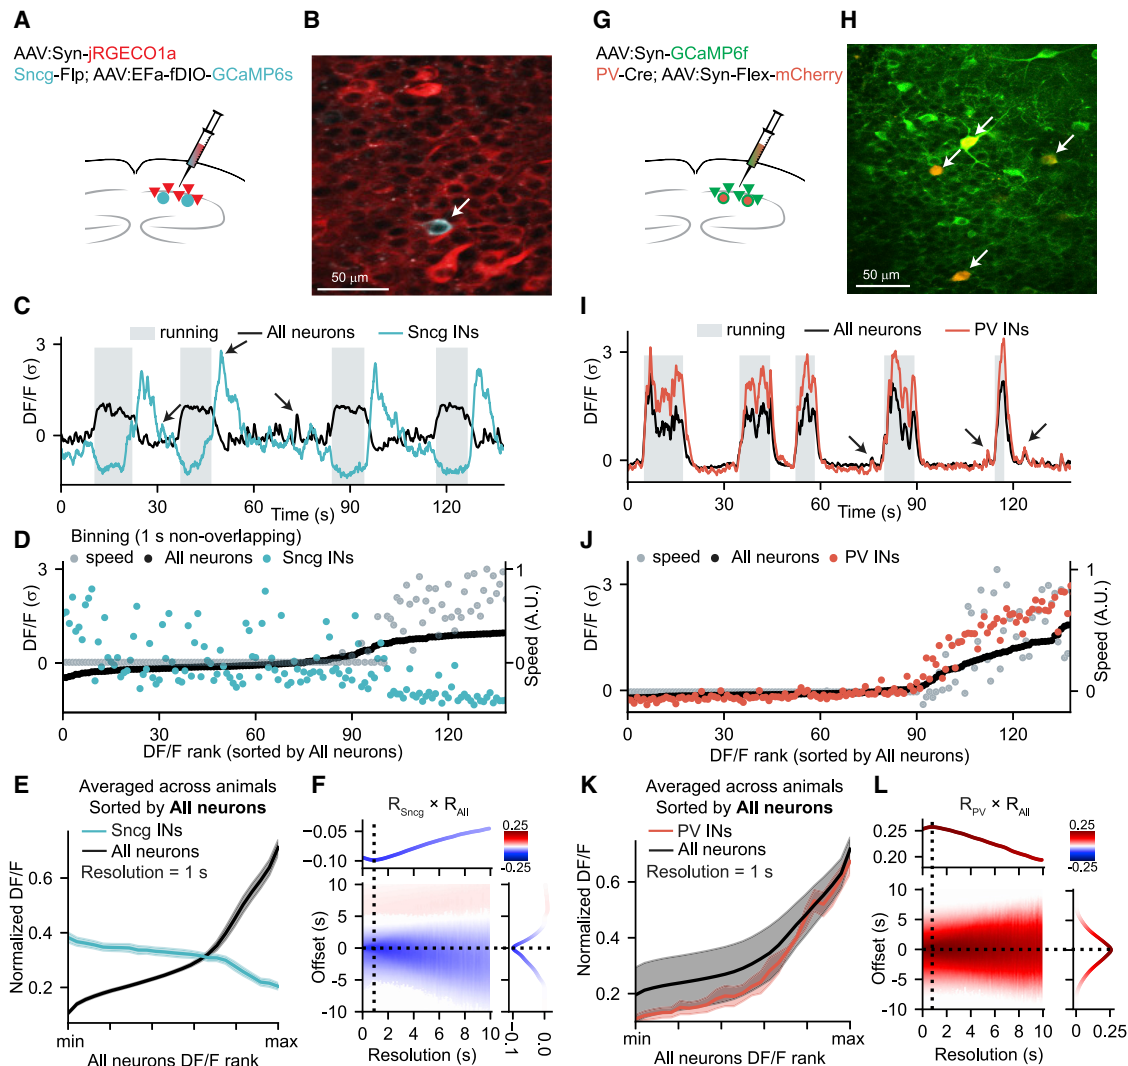 A
AAV:Syn-jRGECO1a
Sncg-Flp; AAV:EFa-fDIO-GCaMP6s
B
50 µm
G
AAV:Syn-GCaMP6f
PV-Cre; AAV:Syn-Flex-mCherry
H
50 µm
C
running All neurons Sncg INs
3
0
DF/F (σ)
0 30 60 90 120
Time (s)
I
running All neurons PV INs
3
0
DF/F (σ)
0 30 60 90 120
Time (s)
D
Binning (1 s non-overlapping)
speed All neurons Sncg INs
3
0
DF/F (σ)
1
0
Speed (A.U.)
0 30 60 90 120
DF/F rank (sorted by All neurons)
J
speed All neurons PV INs
3
0
DF/F (σ)
1
0
Speed (A.U.)
0 30 60 90 120
DF/F rank (sorted by All neurons)
E
Averaged across animals
Sorted by All neurons
Sncg INs
All neurons
Resolution = 1 s
0.6
0.4
0.2
Normalized DF/F
min max
All neurons DF/F rank
F
R Sncg × R All
−0.05
−0.10
0.25
-0.25
10
5
0
-5
-10
Offset (s)
0 2 4 6 8 10
Resolution (s)
-0.1 0.0
K
Averaged across animals
Sorted by All neurons
PV INs
All neurons
Resolution = 1 s
0.6
0.4
0.2
Normalized DF/F
min max
All neurons DF/F rank
L
R PV × R All
0.25
0.20
0.25
-0.25
10
5
0
-5
-10
Offset (s)
0 2 4 6 8 10
Resolution (s)
0 0.25